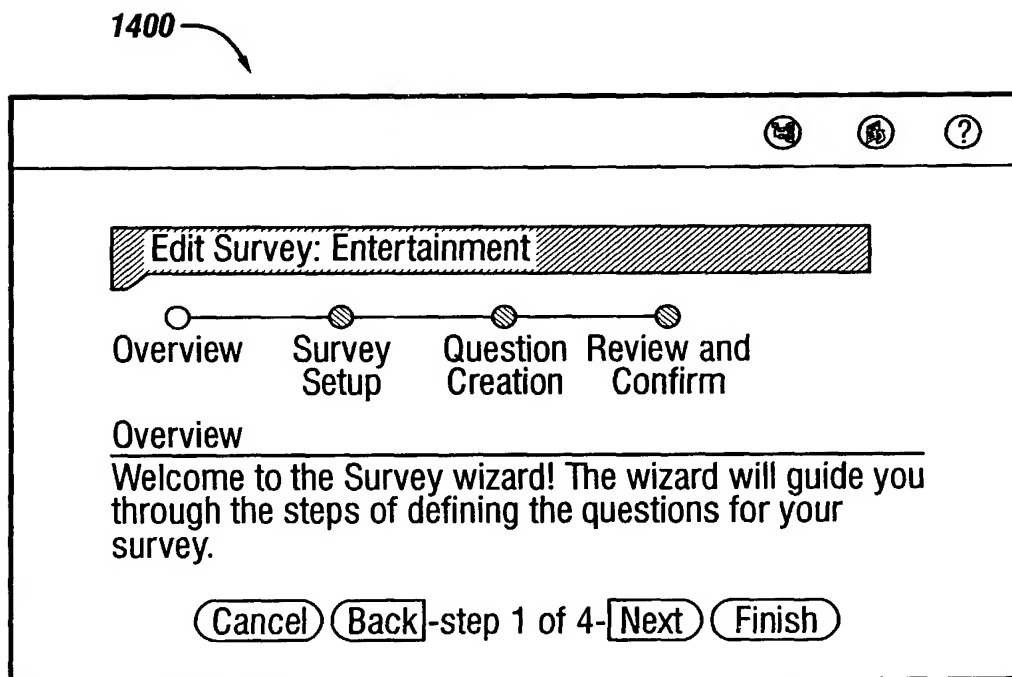 1400
?
Edit Survey: Entertainment
Overview Survey Setup Question Creation Review and Confirm
Overview
Welcome to the Survey wizard! The wizard will guide you
through the steps of defining the questions for your
survey.
Cancel Back -step 1 of 4- Next Finish